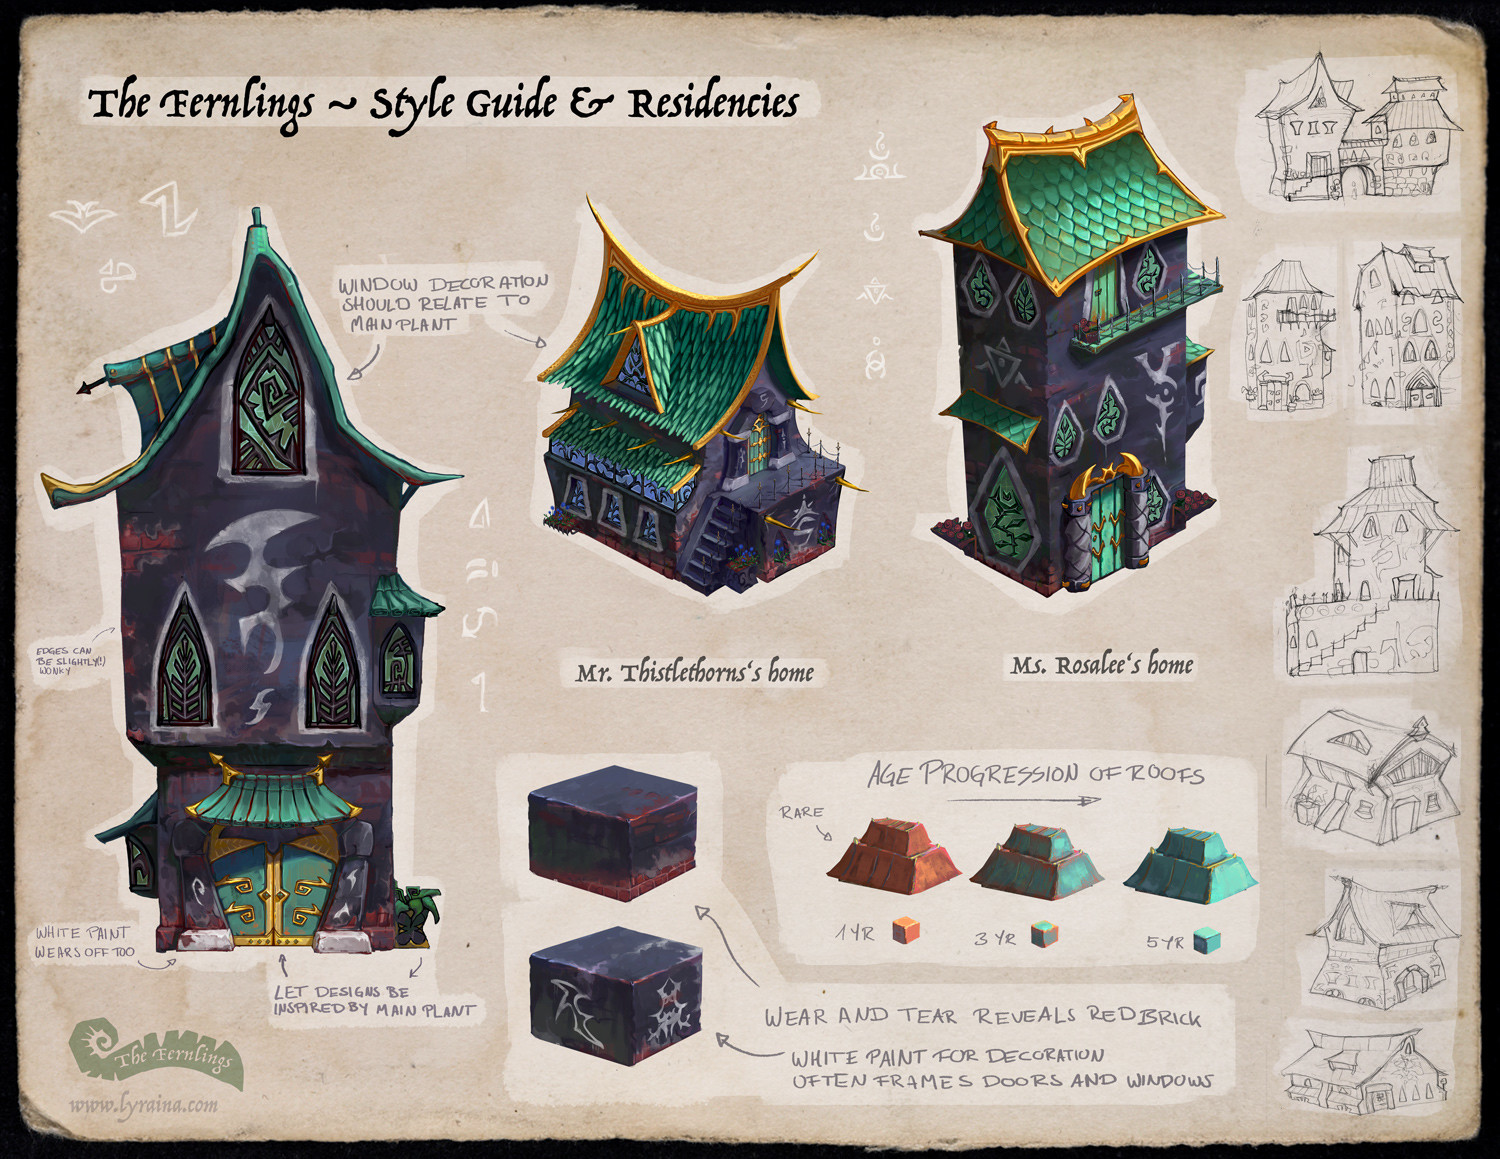 The Fernlings ~ Style Guide & Residencies
WINDOW DECORATION
SHOULD RELATE TO
MAIN PLANT
EDGES CAN
BE SLIGHTLY(!)
WONKY
Mr. Thistlethorns's home
Ms. Rosalee's home
AGE PROGRESSION OF ROOFS
RARE
1 YR
3 YR
5 YR
WHITE PAINT
WEARS OFF TOO
LET DESIGNS BE
INSPIRED BY MAIN PLANT
WEAR AND TEAR REVEALS RED BRICK
WHITE PAINT FOR DECORATION
OFTEN FRAMES DOORS AND WINDOWS
The Fernlings
www.lyraina.com